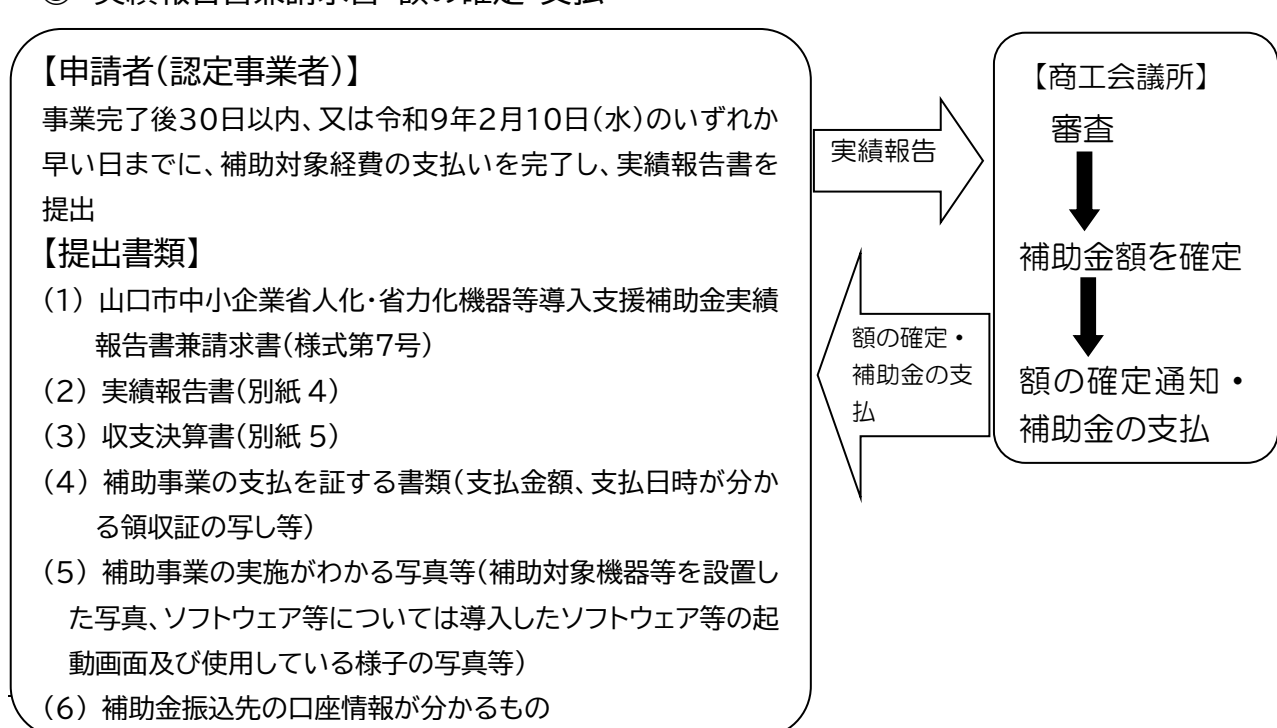 実績報告書兼請求書・額の確定・支払
【申請者(認定事業者)】
事業完了後30日以内、又は令和9年2月10日(水)のいずれか
早い日までに、補助対象経費の支払いを完了し、実績報告書を
提出
【提出書類】
(1) 山口市中小企業省人化・省力化機器等導入支援補助金実績
報告書兼請求書(様式第7号)
(2) 実績報告書(別紙4)
(3) 収支決算書(別紙5)
(4) 補助事業の支払を証する書類(支払金額、支払日時が分か
る領収証の写し等)
(5) 補助事業の実施がわかる写真等(補助対象機器等を設置し
た写真、ソフトウェア等については導入したソフトウェア等の起
動画面及び使用している様子の写真等)
(6) 補助金振込先の口座情報が分かるもの
実績報告
額の確定・
補助金の支
払
【商工会議所】
審査
補助金額を確定
額の確定通知・
補助金の支払